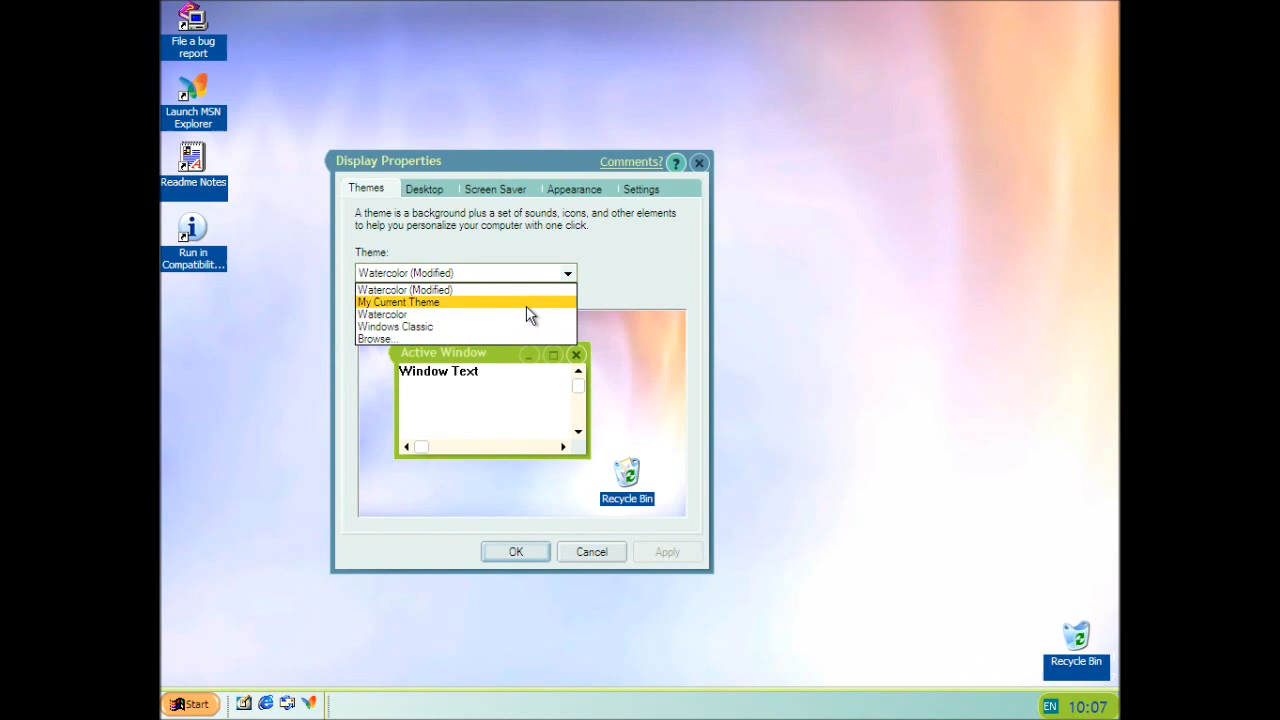 File a bug
report
Launch MSN
Explorer
Readme Notes
Run in
Compatibilit...
Display Properties
Comments?
?
Themes
Desktop
Screen Saver
Appearance
Settings
A theme is a background plus a set of sounds, icons, and other elements
to help you personalize your computer with one click.
Theme:
Watercolor (Modified)
Watercolor (Modified)
My Current Theme
Watercolor
Windows Classic
Browse...
Active Window
Window Text
Recycle Bin
OK
Cancel
Apply
Recycle Bin
Start
EN
10:07